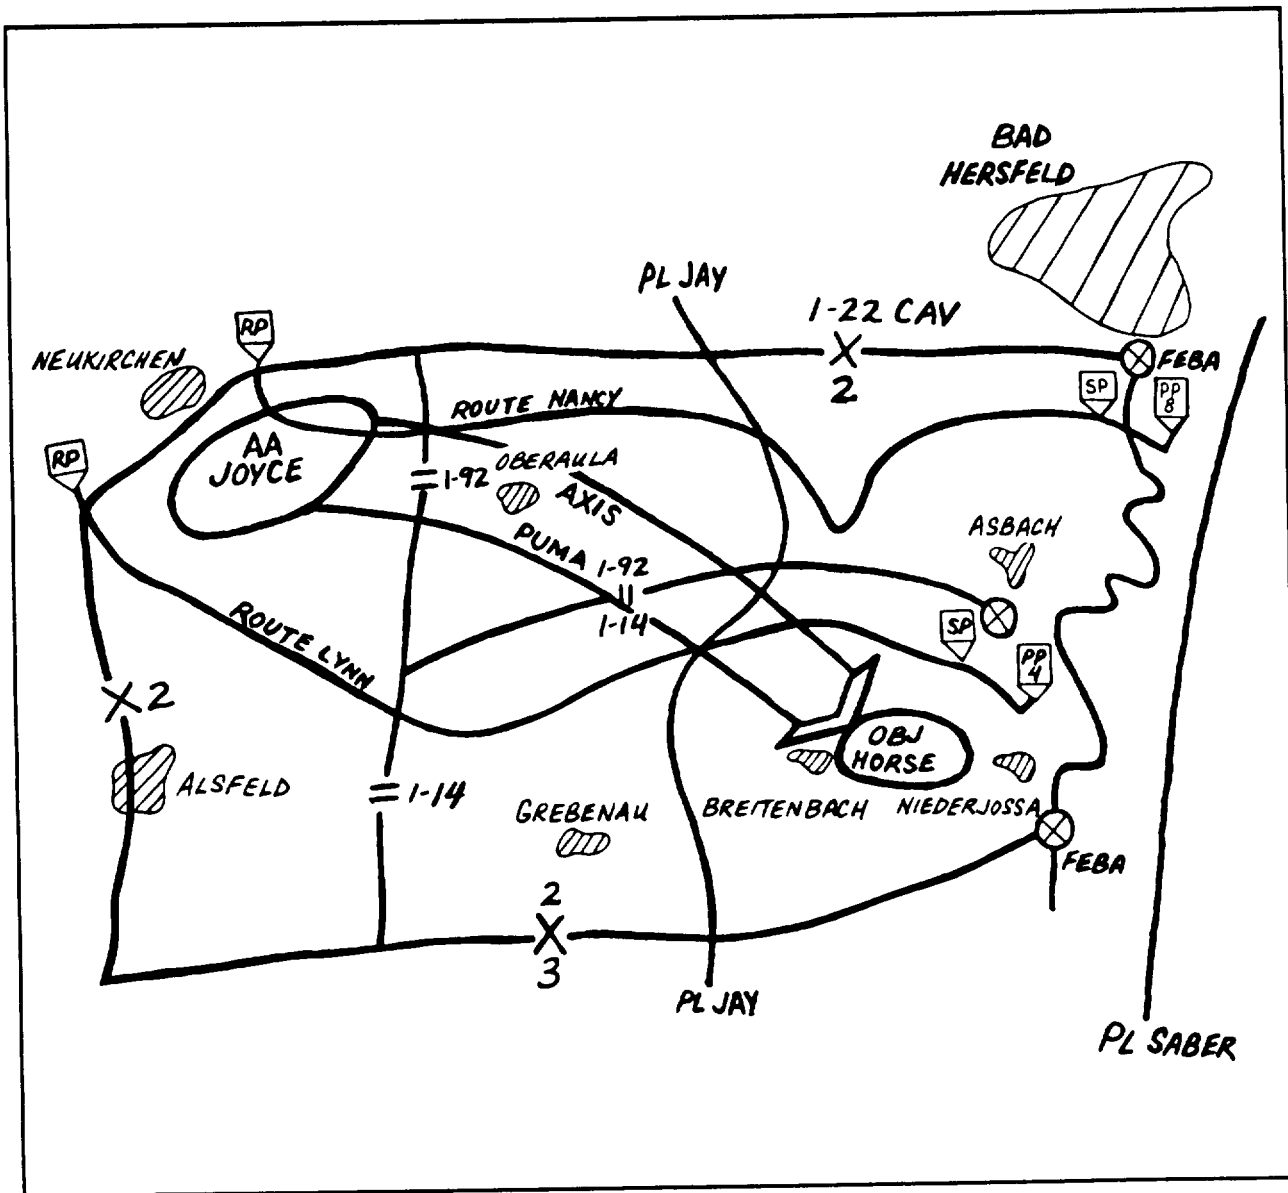 BAD
HERSFELD
PL JAY
1-22 CAV
2
RP
NEUKIRCHEN
FEBA
SP
PP
8
ROUTE NANCY
RP
AA
JOYCE
1-92
OBERAULA
AXIS
PUMA
ASBACH
1-92
1-14
SP
PP
4
ROUTE LYNN
2
OBJ
HORSE
ALSFELD
1-14
GREBENAU
BREITENBACH
NIEDERJOSSA
FEBA
2
3
PL JAY
PL SABER